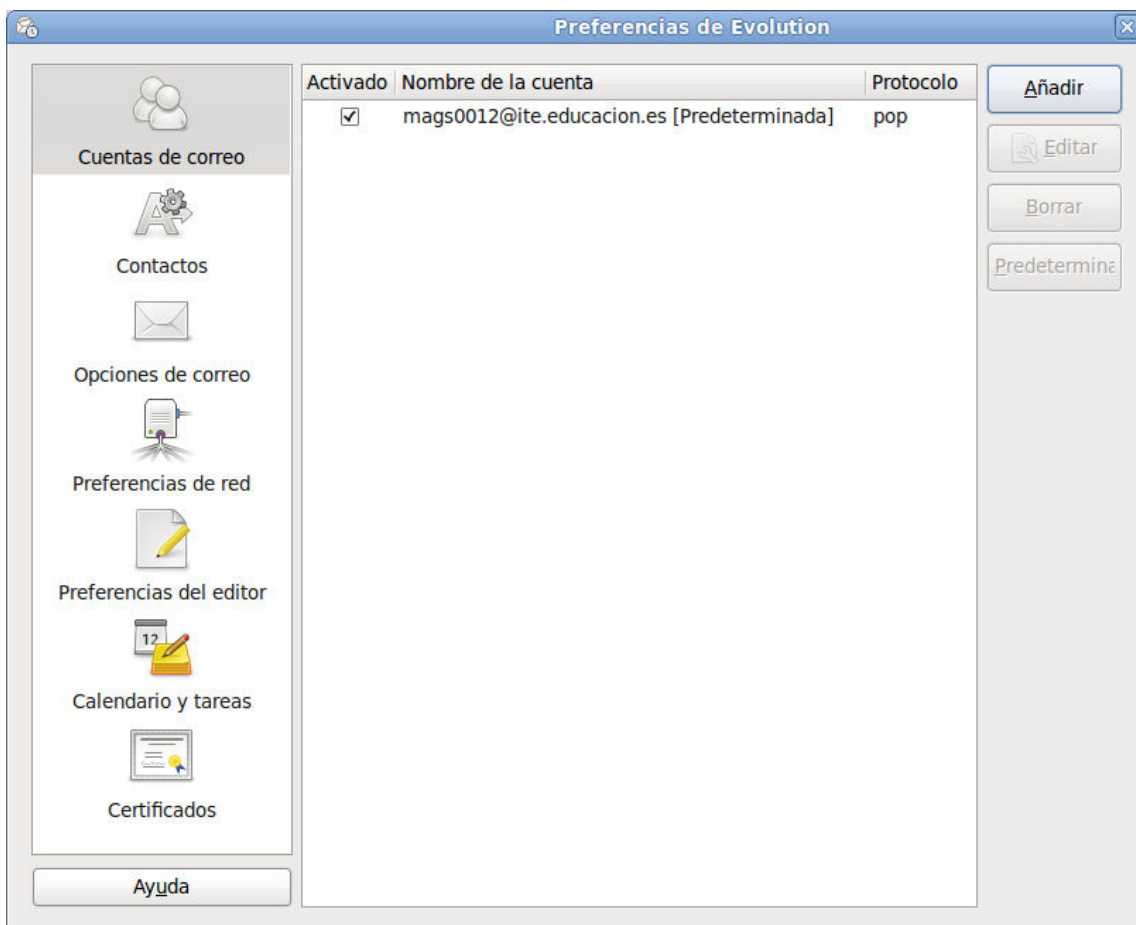 Preferencias de Evolution
Cuentas de correo
Contactos
Opciones de correo
Preferencias de red
Preferencias del editor
12
Calendario y tareas
Certificados
Ayuda
Activado Nombre de la cuenta Protocolo
mags0012@ite.educacion.es [Predeterminada] pop
Añadir
Editar
Borrar
Predetermina